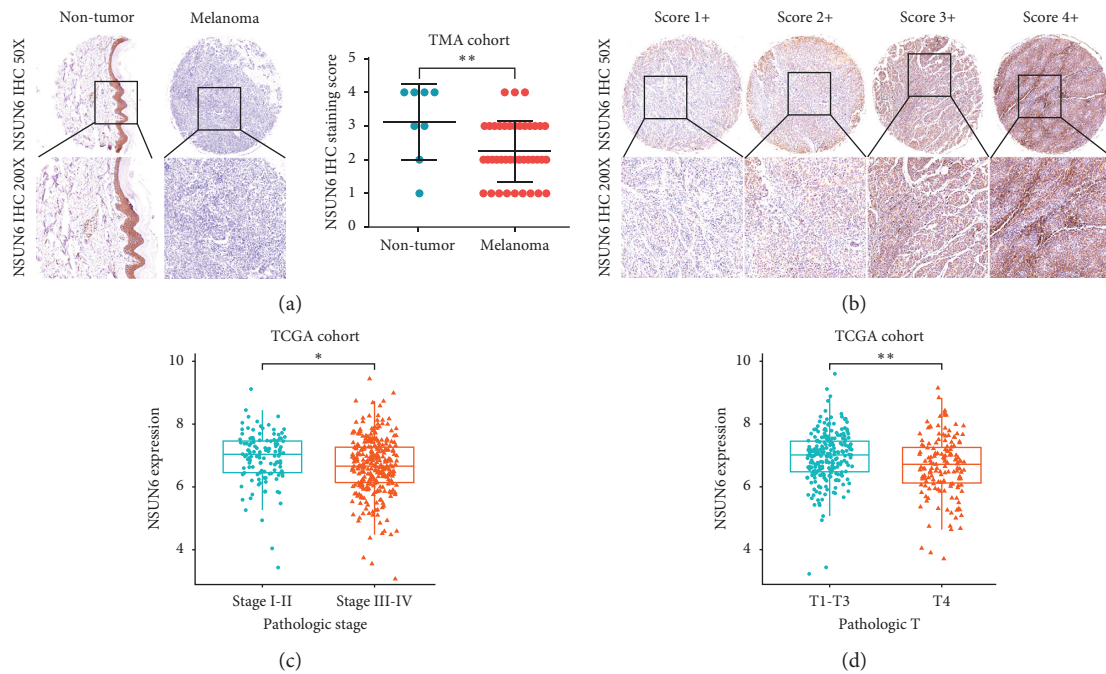 Non-tumor
Melanoma
NSUN6 IHC 50X
NSUN6 IHC 200X
TMA cohort
**
NSUN6 IHC staining score
5
4
3
2
1
0
Non-tumor
Melanoma
(a)
Score 1+
Score 2+
Score 3+
Score 4+
NSUN6 IHC 50X
NSUN6 IHC 200X
(b)
TCGA cohort
*
NSUN6 expression
10
8
6
4
Stage I-II
Stage III-IV
Pathologic stage
(c)
TCGA cohort
**
NSUN6 expression
10
8
6
4
T1-T3
T4
Pathologic T
(d)